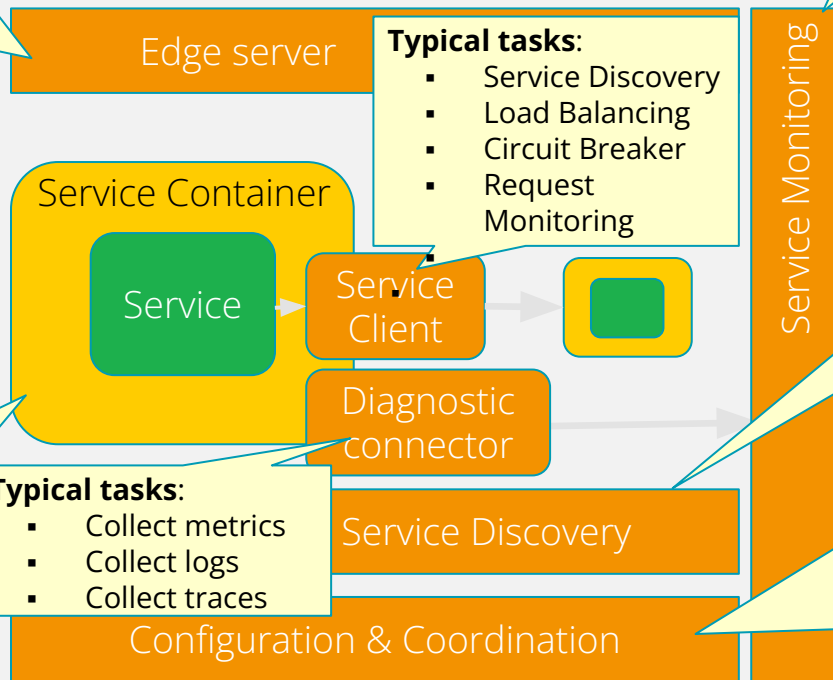 Edge server
Typical tasks:
▪ Service Discovery
▪ Load Balancing
▪ Circuit Breaker
▪ Request
Monitoring
▪
▪
Service Monitoring
Service Container
Service
Service
Client
Diagnostic
connector
Typical tasks:
▪ Collect metrics
▪ Collect logs
▪ Collect traces
Service Discovery
Configuration & Coordination